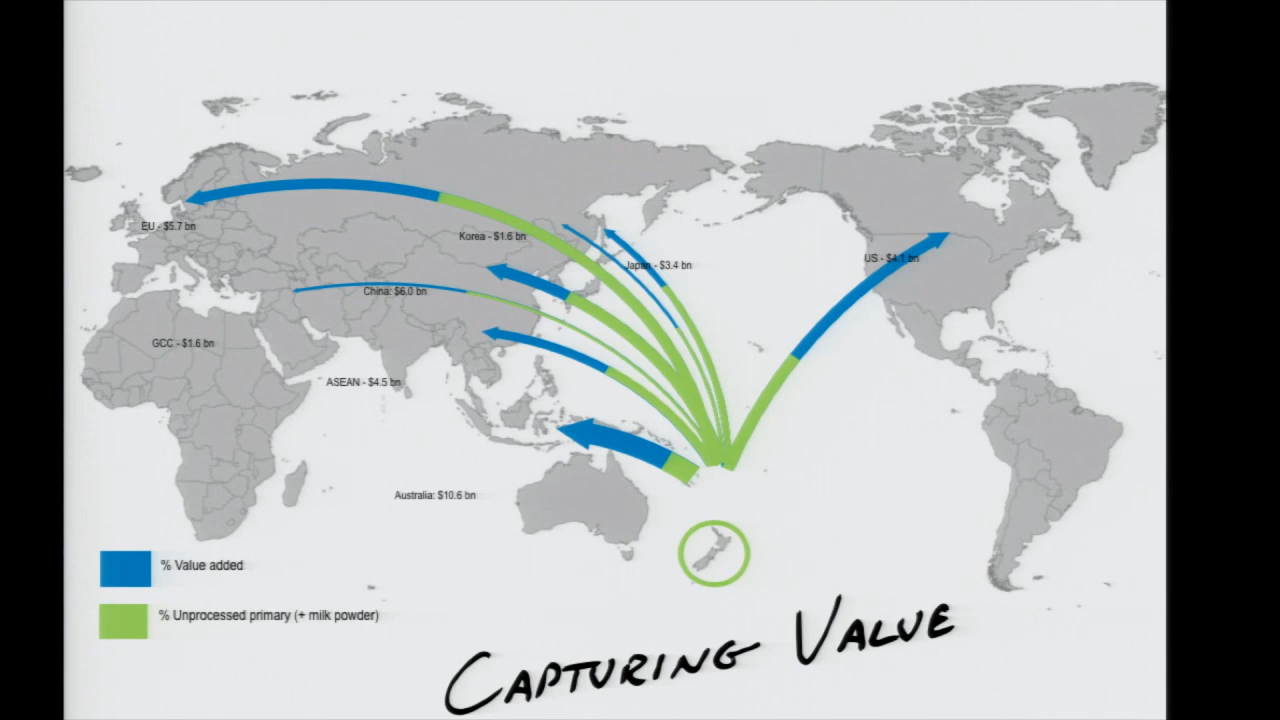 EU - $5.7 bn
Korea - $1.6 bn
Japan - $3.4 bn
US - $4.1 bn
China: $6.0 bn
GCC - $1.6 bn
ASEAN - $4.5 bn
Australia: $10.6 bn
% Value added
% Unprocessed primary (+ milk powder)
CAPTURING VALUE